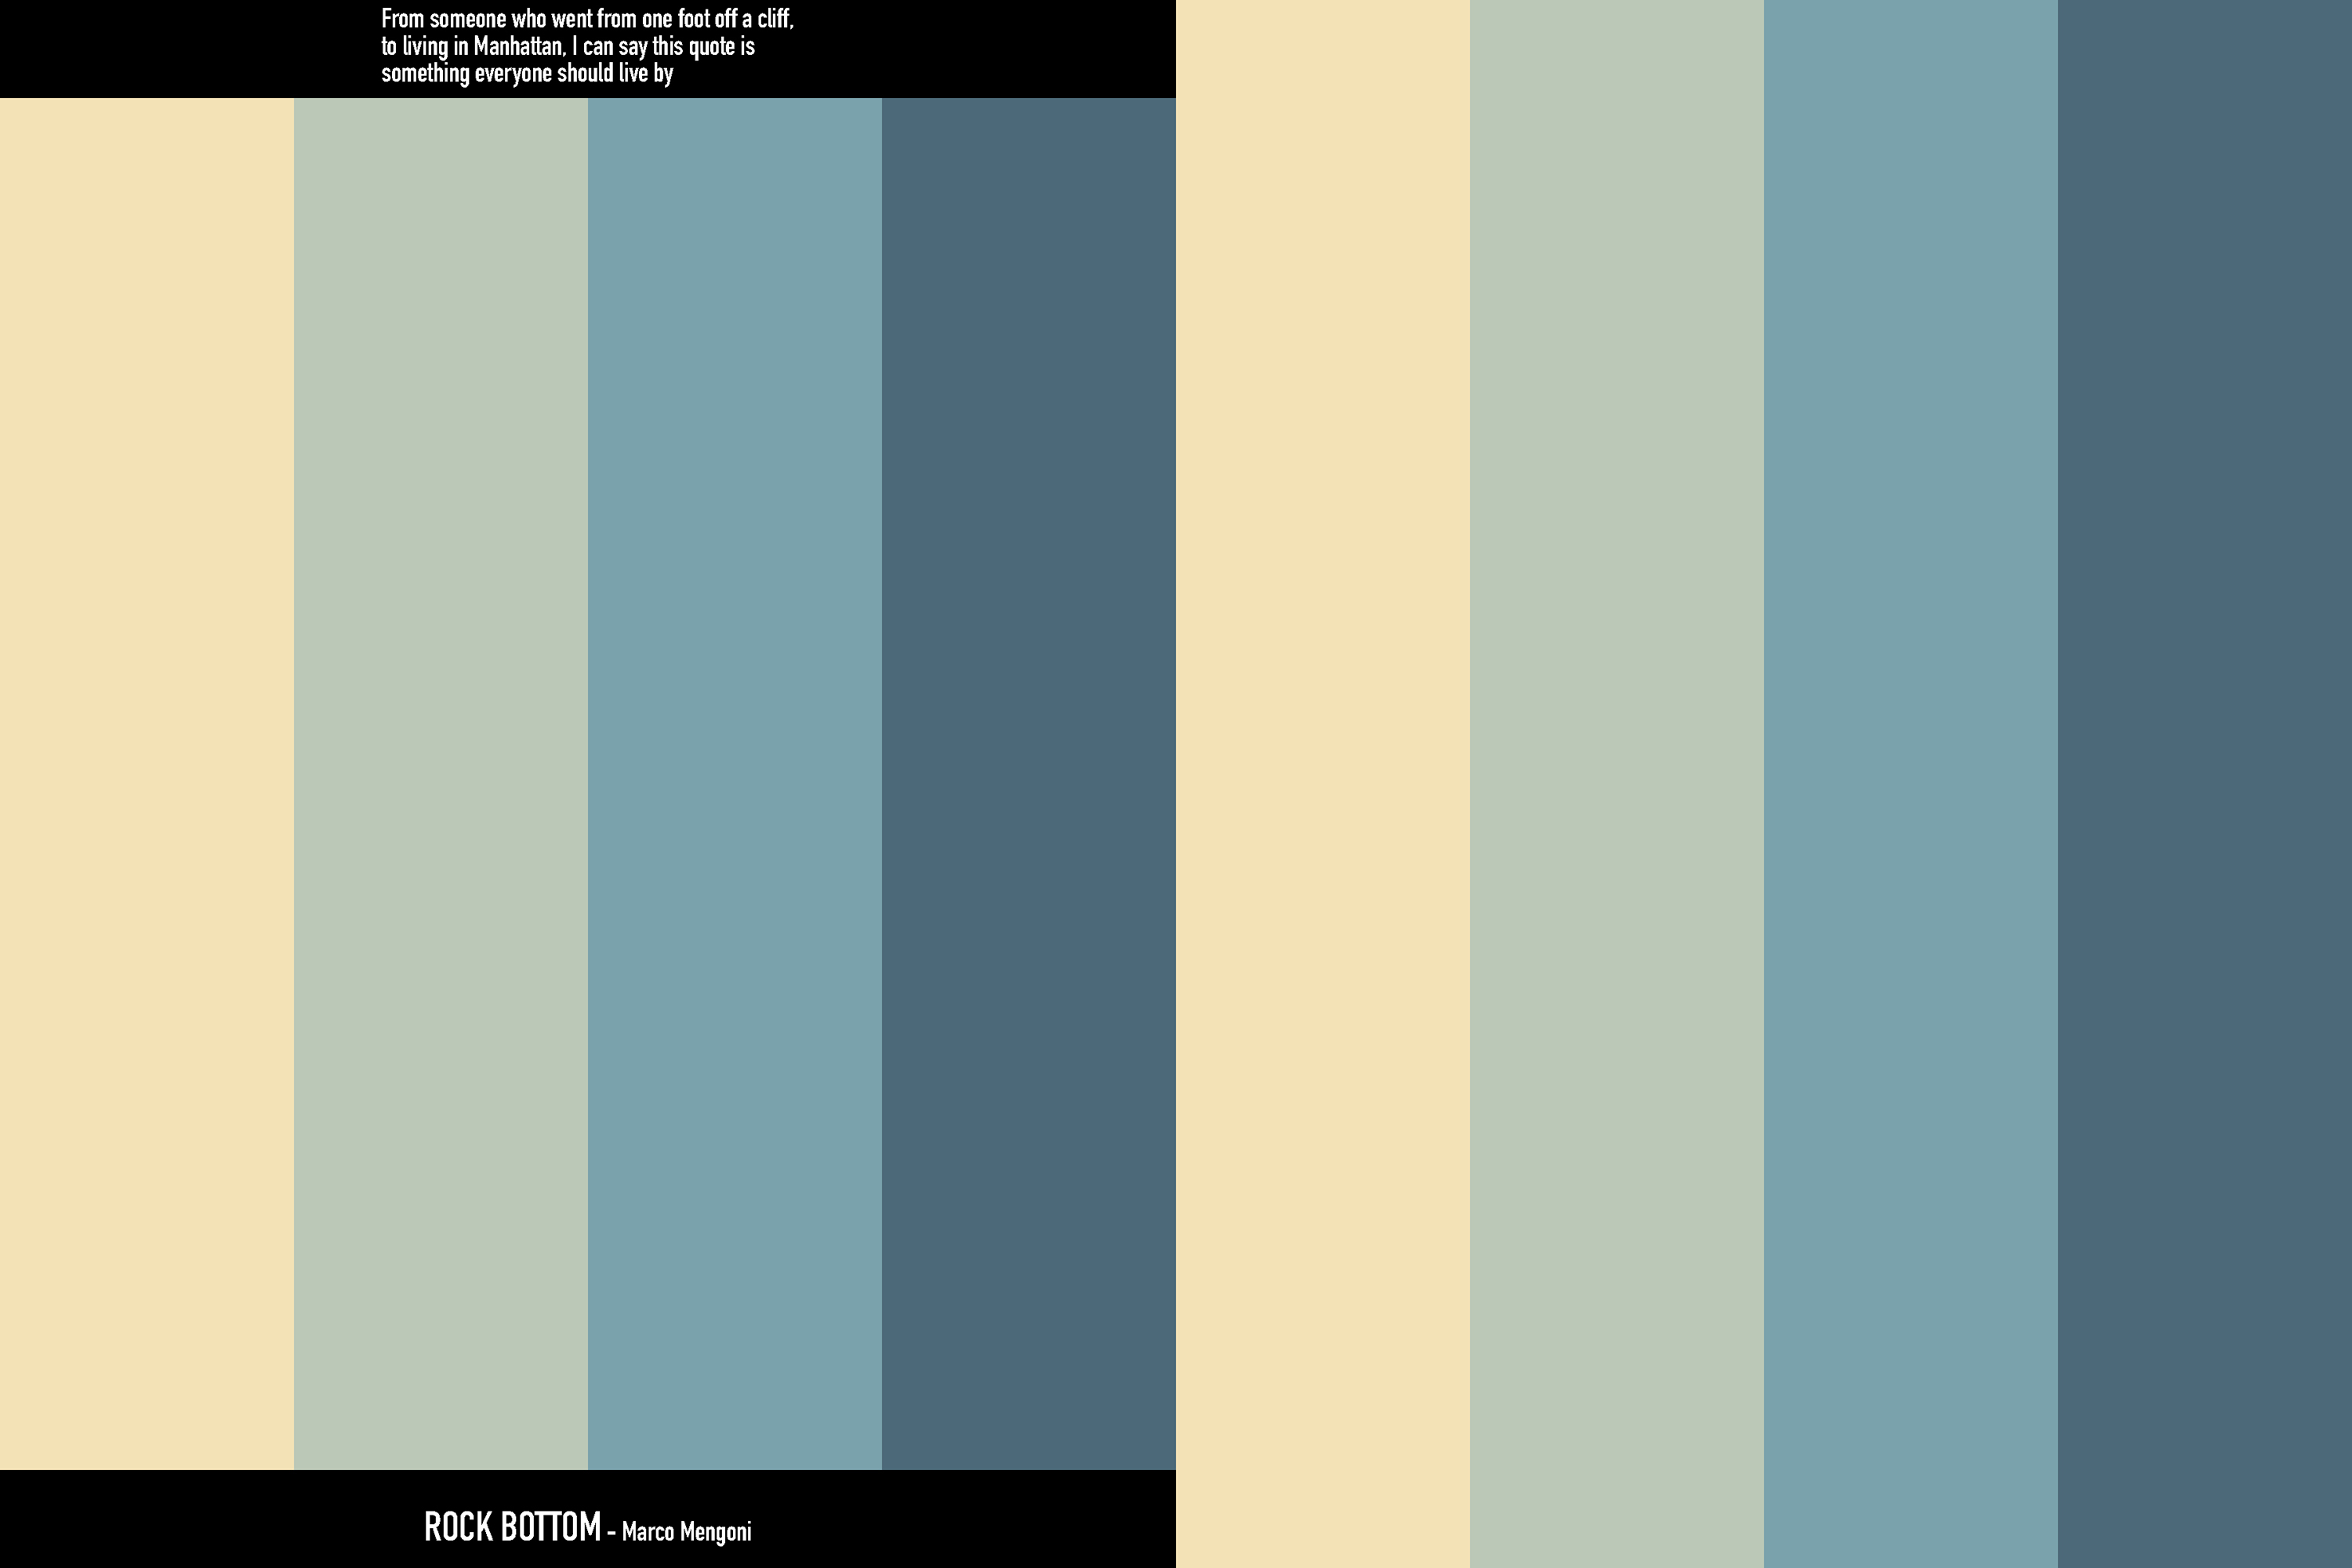 From someone who went from one foot off a cliff,
to living in Manhattan, I can say this quote is
something everyone should live by
ROCK BOTTOM - Marco Mengoni